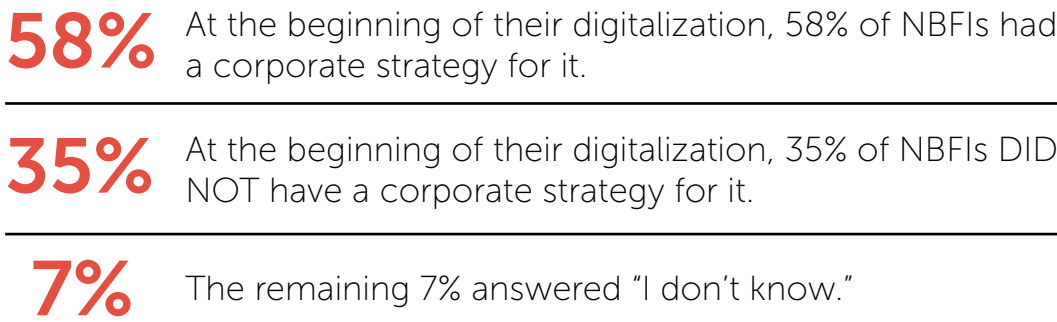 58%
At the beginning of their digitalization, 58% of NBFIs had
a corporate strategy for it.
35%
At the beginning of their digitalization, 35% of NBFIs DID
NOT have a corporate strategy for it.
7%
The remaining 7% answered “I don’t know.”